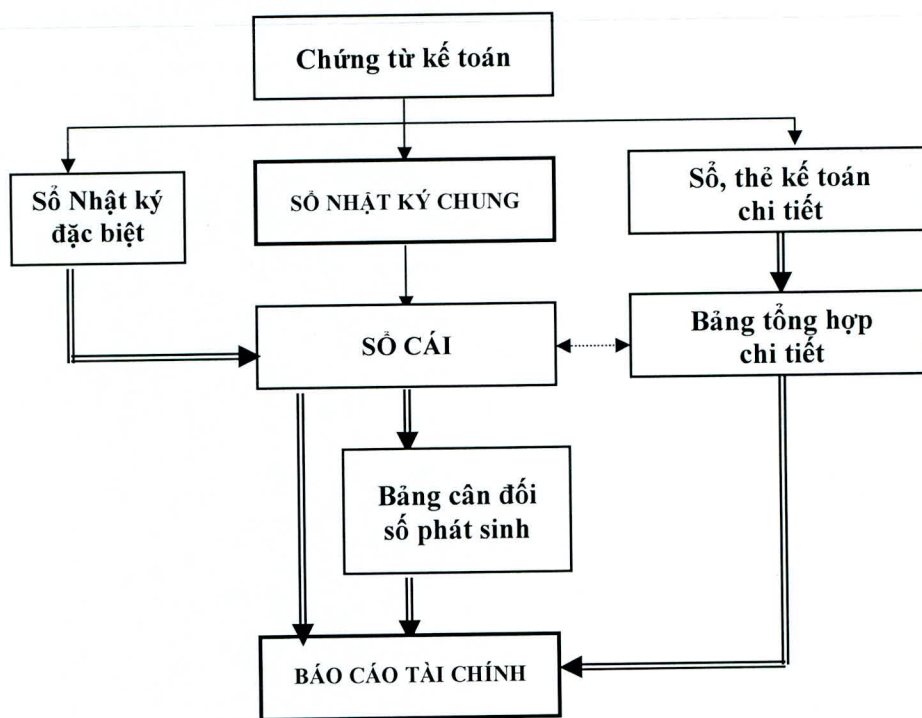 Chứng từ kế toán
Sổ Nhật ký
đặc biệt
SỔ NHẬT KÝ CHUNG
Sổ, thẻ kế toán
chi tiết
SỔ CÁI
Bảng tổng hợp
chi tiết
Bảng cân đối
số phát sinh
BÁO CÁO TÀI CHÍNH